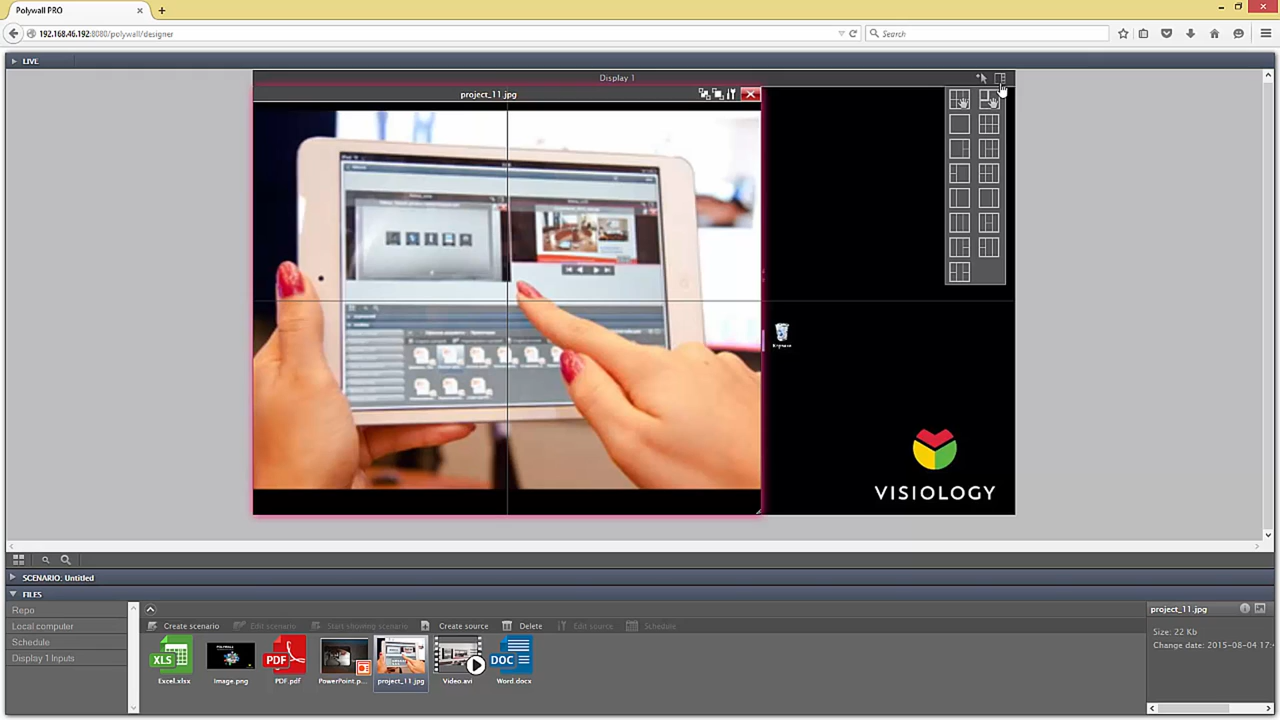 Polywall PRO
192.168.46.192:8080/polywall/designer
Search
LIVE
Display 1
project_11.jpg
VISIOLOGY
SCENARIO: Untitled
FILES
Repo
Local computer
Schedule
Display 1 Inputs
Create scenario
Edit scenario
Start showing scenario
Create source
Delete
Edit source
Schedule
XLS
POLYWALL
PDF
DOC
Excel.xlsx
Image.png
PDF.pdf
PowerPoint.p...
project_11.jpg
Video.avi
Word.docx
project_11.jpg
Size: 22 Kb
Change date: 2015-08-04 17: